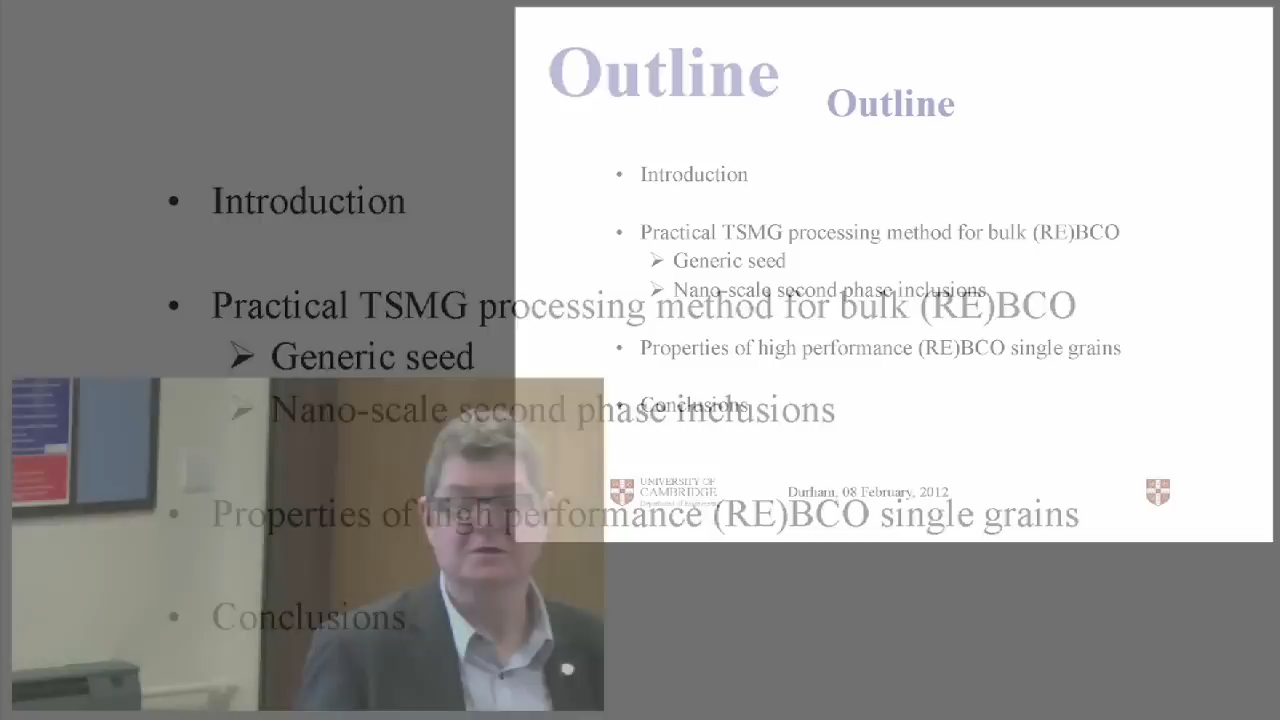 Outline
• Introduction
• Practical TSMG processing method for bulk (RE)BCO
➢ Generic seed
➢ Nano-scale second phase inclusions
• Properties of high performance (RE)BCO single grains
• Conclusions
Outline
• Introduction
• Practical TSMG processing method for bulk (RE)BCO
➢ Generic seed
➢ Nano-scale second phase inclusions
• Properties of high performance (RE)BCO single grains
• Conclusions
UNIVERSITY OF
CAMBRIDGE
Department of Engineering
Durham, 08 February, 2012